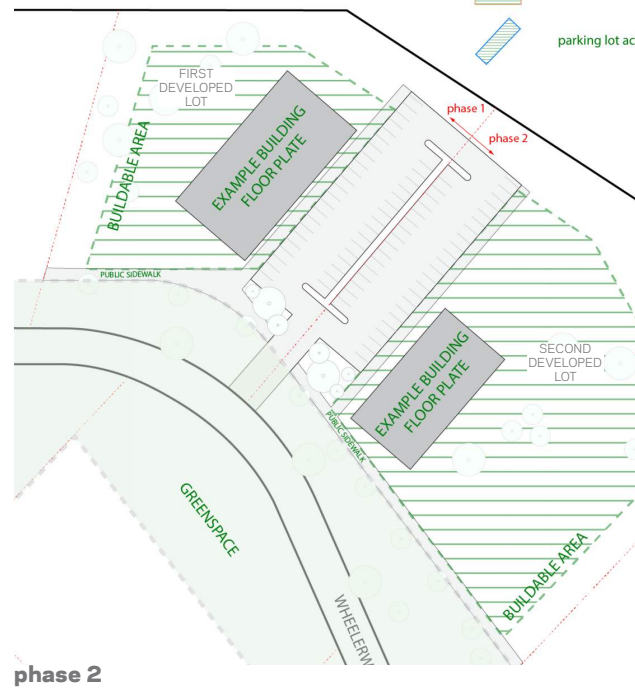 parking lot ac
FIRST
DEVELOPED
LOT
phase 1
phase 2
EXAMPLE BUILDING
FLOOR PLATE
BUILDABLE AREA
PUBLIC SIDEWALK
EXAMPLE BUILDING
FLOOR PLATE
SECOND
DEVELOPED
LOT
PUBLIC SIDEWALK
GREENSPACE
BUILDABLE AREA
WHEELERW
phase 2